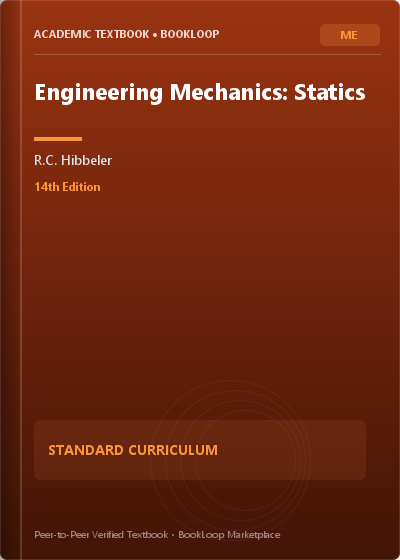 ACADEMIC TEXTBOOK • BOOKLOOP
ME
Engineering Mechanics: Statics
R.C. Hibbeler
14th Edition
STANDARD CURRICULUM
Peer-to-Peer Verified Textbook • BookLoop Marketplace